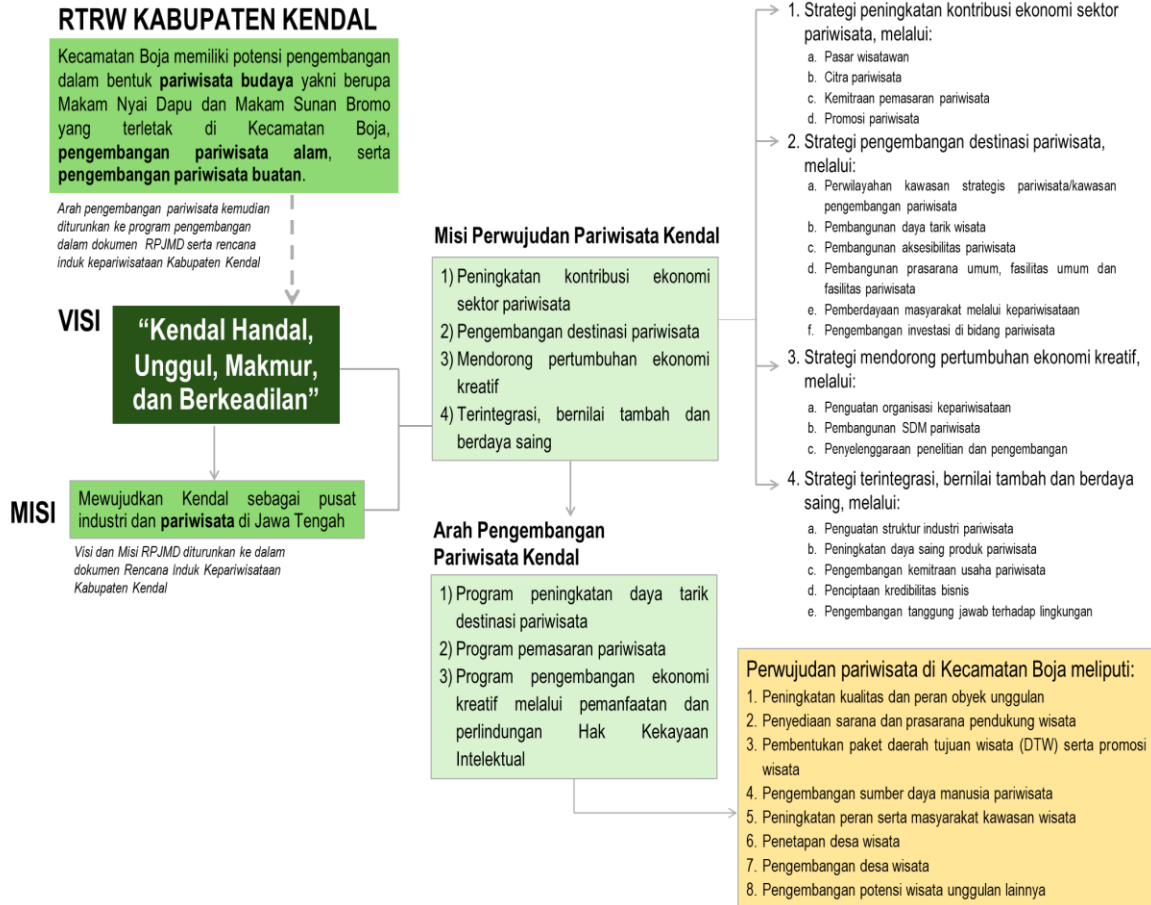 RTRW KABUPATEN KENDAL
Kecamatan Boja memiliki potensi pengembangan
dalam bentuk pariwisata budaya yakni berupa
Makam Nyai Dapu dan Makam Sunan Bromo
yang terletak di Kecamatan Boja,
pengembangan pariwisata alam, serta
pengembangan pariwisata buatan.
Arah pengembangan pariwisata kemudian
diturunkan ke program pengembangan
dalam dokumen RPJMD serta rencana
induk kepariwisataan Kabupaten Kendal
VISI
“Kendal Handal,
Unggul, Makmur,
dan Berkeadilan”
MISI
Mewujudkan Kendal sebagai pusat
industri dan pariwisata di Jawa Tengah
Visi dan Misi RPJMD diturunkan ke dalam
dokumen Rencana Induk Kepariwisataan
Kabupaten Kendal
Misi Perwujudan Pariwisata Kendal
1) Peningkatan kontribusi ekonomi
sektor pariwisata
2) Pengembangan destinasi pariwisata
3) Mendorong pertumbuhan ekonomi
kreatif
4) Terintegrasi, bernilai tambah dan
berdaya saing
Arah Pengembangan
Pariwisata Kendal
1) Program peningkatan daya tarik
destinasi pariwisata
2) Program pemasaran pariwisata
3) Program pengembangan ekonomi
kreatif melalui pemanfaatan dan
perlindungan Hak Kekayaan
Intelektual
1. Strategi peningkatan kontribusi ekonomi sektor
pariwisata, melalui:
a. Pasar wisatawan
b. Citra pariwisata
c. Kemitraan pemasaran pariwisata
d. Promosi pariwisata
2. Strategi pengembangan destinasi pariwisata,
melalui:
a. Perwilayahan kawasan strategis pariwisata/kawasan
pengembangan pariwisata
b. Pembangunan daya tarik wisata
c. Pembangunan aksesibilitas pariwisata
d. Pembangunan prasarana umum, fasilitas umum dan
fasilitas pariwisata
e. Pemberdayaan masyarakat melalui kepariwisataan
f. Pengembangan investasi di bidang pariwisata
3. Strategi mendorong pertumbuhan ekonomi kreatif,
melalui:
a. Penguatan organisasi kepariwisataan
b. Pembangunan SDM pariwisata
c. Penyelenggaraan penelitian dan pengembangan
4. Strategi terintegrasi, bernilai tambah dan berdaya
saing, melalui:
a. Penguatan struktur industri pariwisata
b. Peningkatan daya saing produk pariwisata
c. Pengembangan kemitraan usaha pariwisata
d. Penciptaan kredibilitas bisnis
e. Pengembangan tanggung jawab terhadap lingkungan
Perwujudan pariwisata di Kecamatan Boja meliputi:
1. Peningkatan kualitas dan peran obyek unggulan
2. Penyediaan sarana dan prasarana pendukung wisata
3. Pembentukan paket daerah tujuan wisata (DTW) serta promosi
wisata
4. Pengembangan sumber daya manusia pariwisata
5. Peningkatan peran serta masyarakat kawasan wisata
6. Penetapan desa wisata
7. Pengembangan desa wisata
8. Pengembangan potensi wisata unggulan lainnya